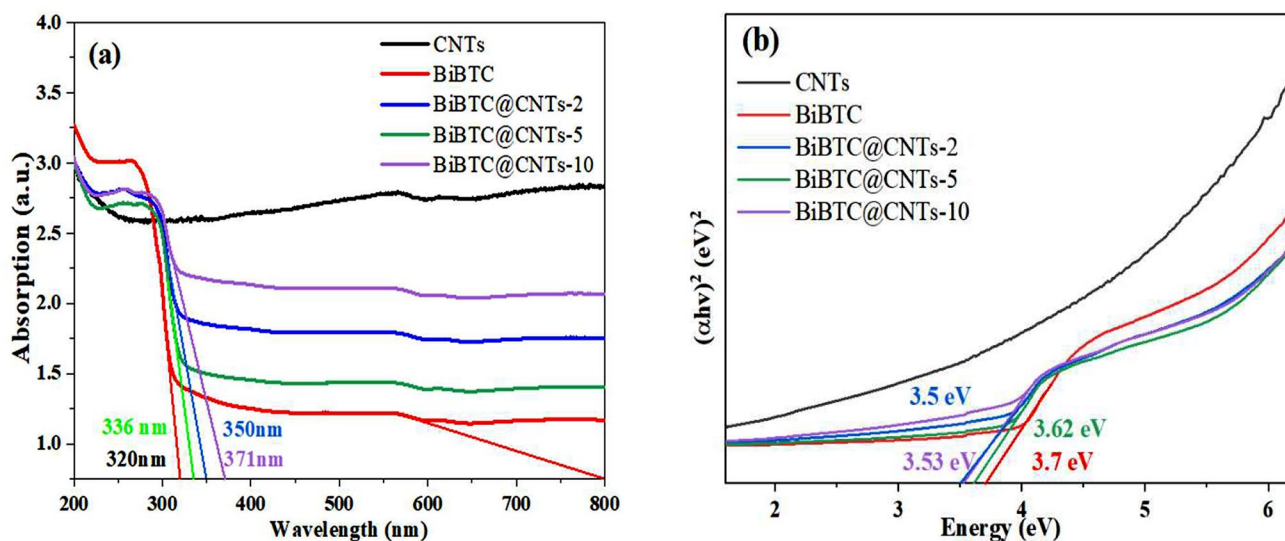 (a)
CNTs
BiBTC
BiBTC@CNTs-2
BiBTC@CNTs-5
BiBTC@CNTs-10
4.0
3.5
3.0
2.5
2.0
1.5
1.0
Absorption (a.u.)
336 nm
350nm
320nm
371nm
200 300 400 500 600 700 800
Wavelength (nm)
(b)
CNTs
BiBTC
BiBTC@CNTs-2
BiBTC@CNTs-5
BiBTC@CNTs-10
(αhv)² (eV)²
3.5 eV
3.62 eV
3.53 eV
3.7 eV
2 3 4 5 6
Energy (eV)